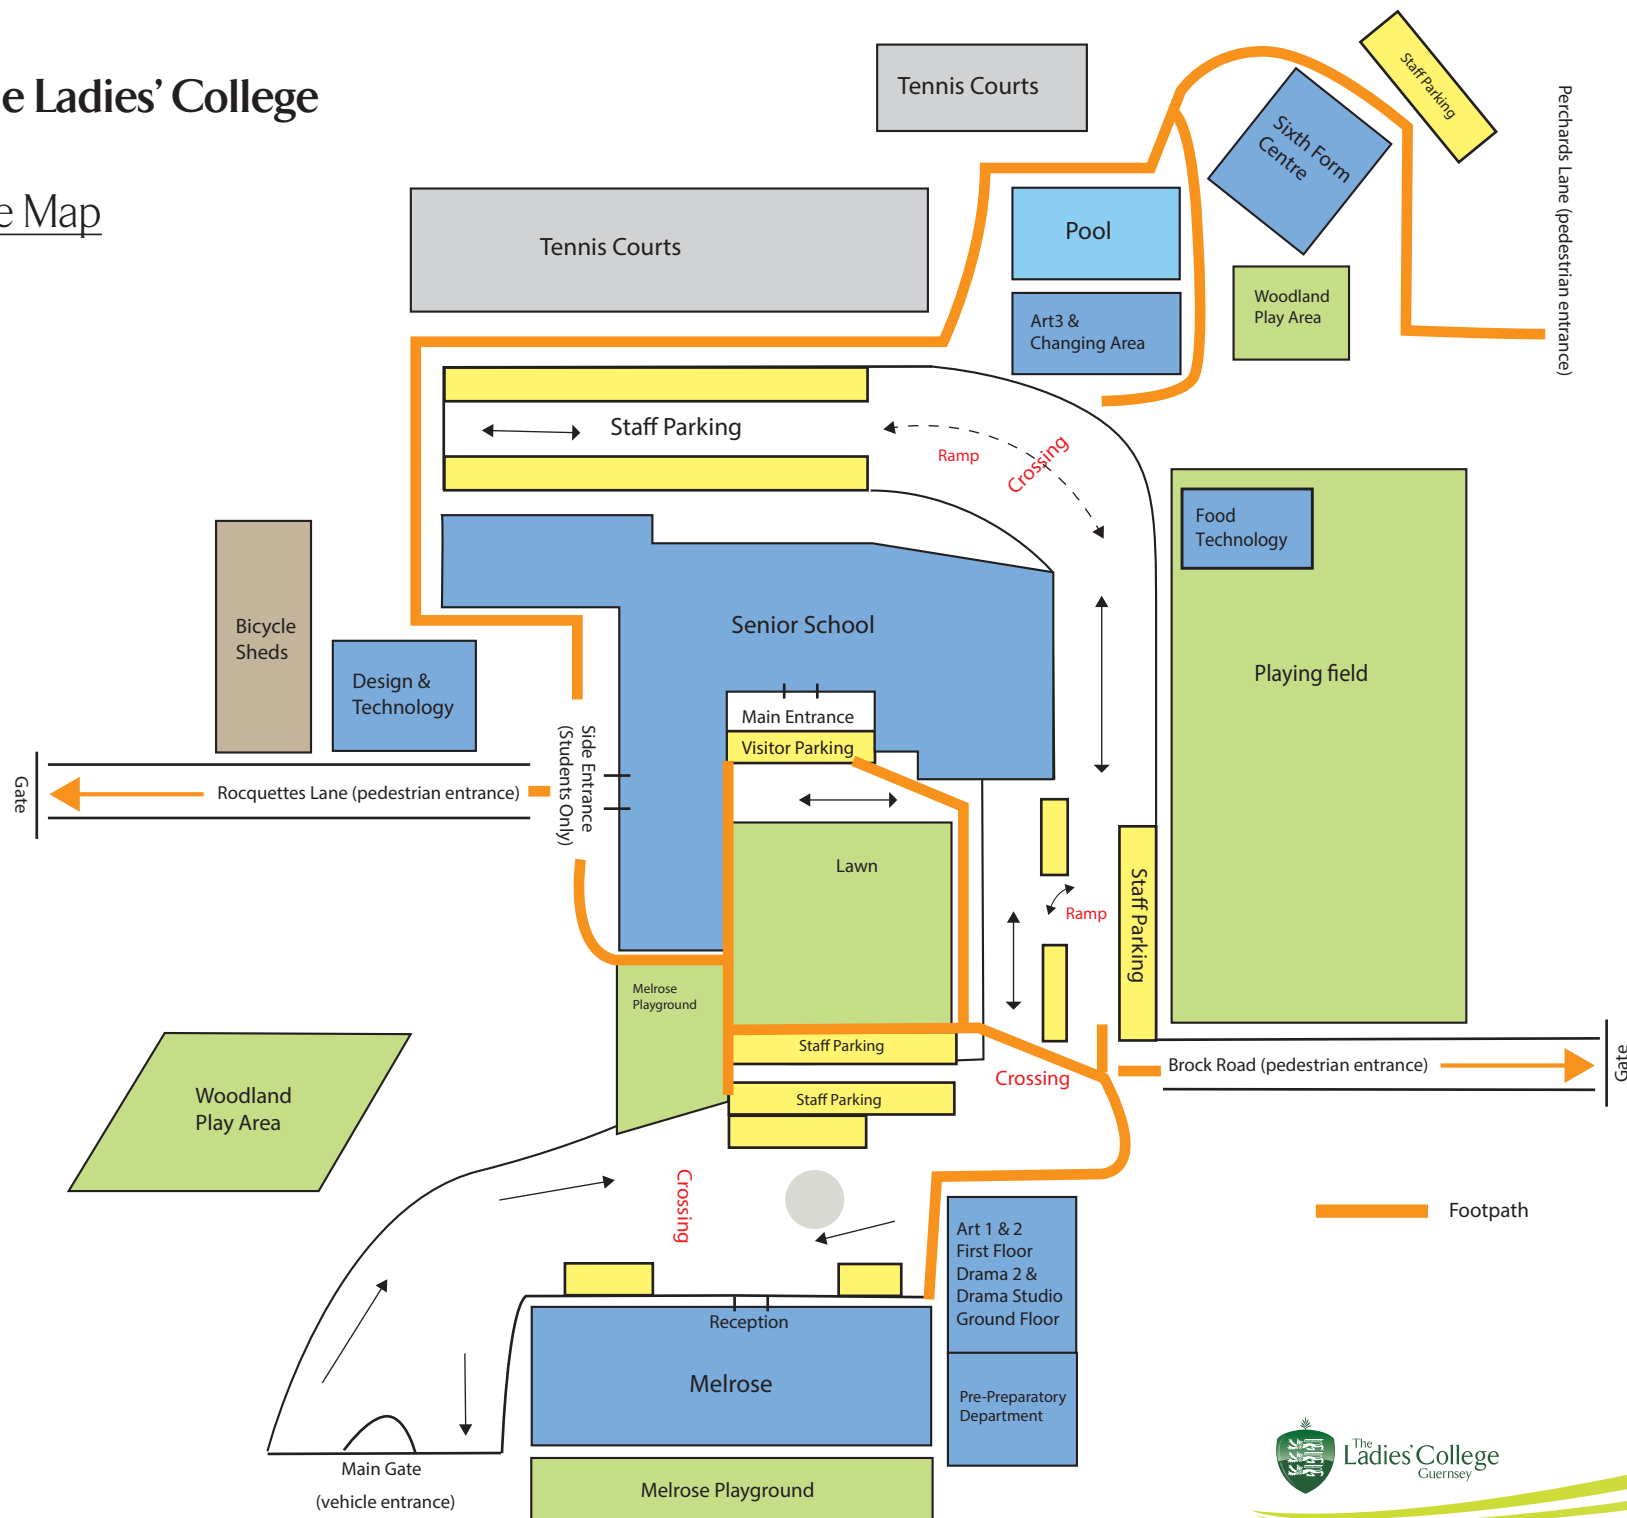 e Ladies' College
e Map
Tennis Courts
Staff Parking
Sixth Form
Centre
Perchards Lane (pedestrian entrance)
Tennis Courts
Pool
Woodland
Play Area
Art3 &
Changing Area
Staff Parking
Ramp
Crossing
Food
Technology
Bicycle
Sheds
Senior School
Design &
Technology
Playing field
Main Entrance
Visitor Parking
Side Entrance
(Students Only)
Gate
Rocquettes Lane (pedestrian entrance)
Lawn
Ramp
Staff Parking
Melrose
Playground
Staff Parking
Crossing
Brock Road (pedestrian entrance)
Gate
Staff Parking
Woodland
Play Area
Crossing
Footpath
Art 1 & 2
First Floor
Drama 2 &
Drama Studio
Ground Floor
Reception
Melrose
Pre-Preparatory
Department
Main Gate
(vehicle entrance)
Melrose Playground
The
Ladies' College
Guernsey